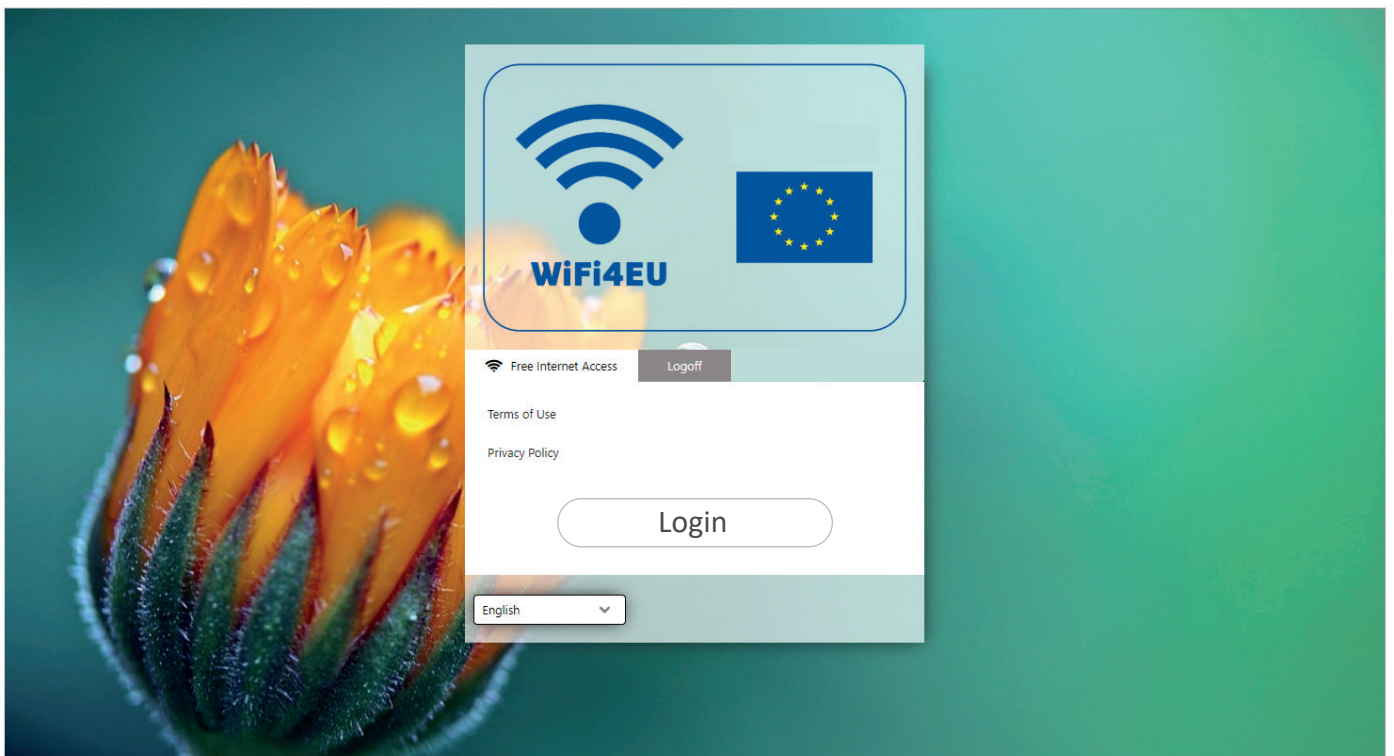 WiFi4EU
Free Internet Access
Logoff
Terms of Use
Privacy Policy
Login
English